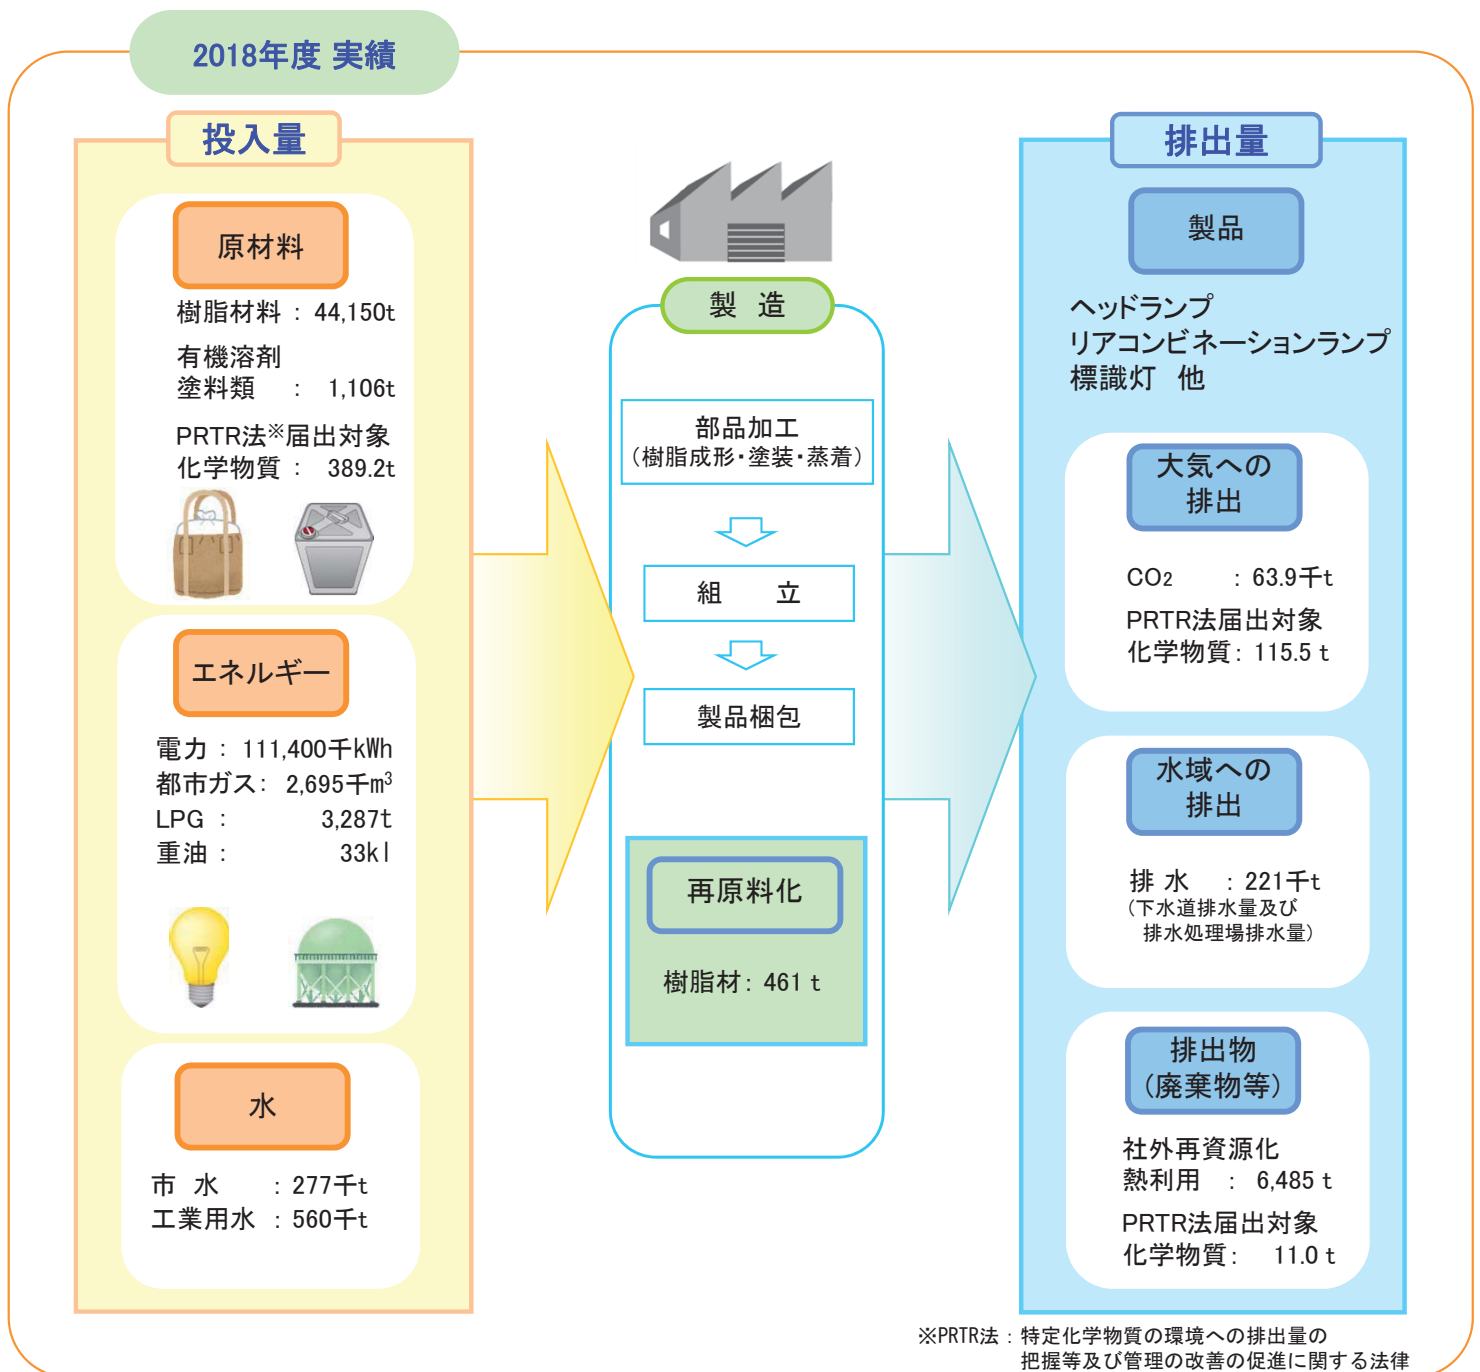 2018年度 実績
投入量
原材料
樹脂材料 : 44,150t
有機溶剤
塗料類 : 1,106t
PRTR法※届出対象
化学物質 : 389.2t
エネルギー
電力 : 111,400千kWh
都市ガス: 2,695千m³
LPG : 3,287t
重油 : 33kl
水
市 水 : 277千t
工業用水 : 560千t
製 造
部品加工
(樹脂成形・塗装・蒸着)
組 立
製品梱包
再原料化
樹脂材: 461 t
排出量
製品
ヘッドランプ
リアコンビネーションランプ
標識灯 他
大気への
排出
CO₂ : 63.9千t
PRTR法届出対象
化学物質: 115.5 t
水域への
排出
排 水 : 221千t
(下水道排水量及び
排水処理場排水量)
排出物
(廃棄物等)
社外再資源化
熱利用 : 6,485 t
PRTR法届出対象
化学物質: 11.0 t
※PRTR法 : 特定化学物質の環境への排出量の
把握等及び管理の改善の促進に関する法律